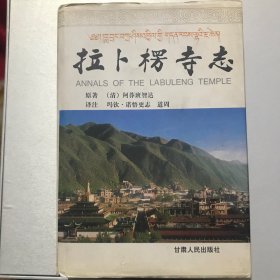 拉卜楞寺志
ANNALS OF THE LABULENG TEMPLE
原著 (清) 阿莽班智达
译注 玛钦·诺悟更志 道周
甘肃人民出版社